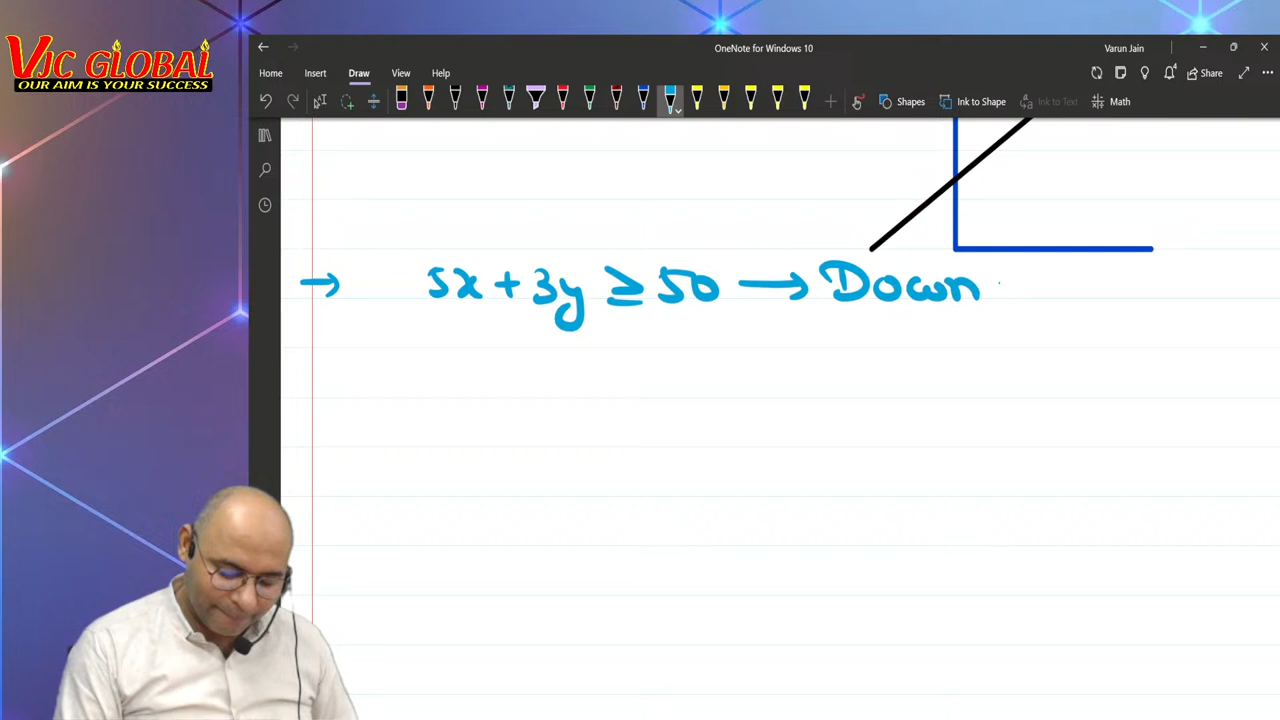 VJC GLOBAL
OUR AIM IS YOUR SUCCESS
OneNote for Windows 10
Varun Jain
Home Insert Draw View Help
Share
Shapes Ink to Shape Ink to Text Math
→ 5x + 3y ≥ 50 → Down